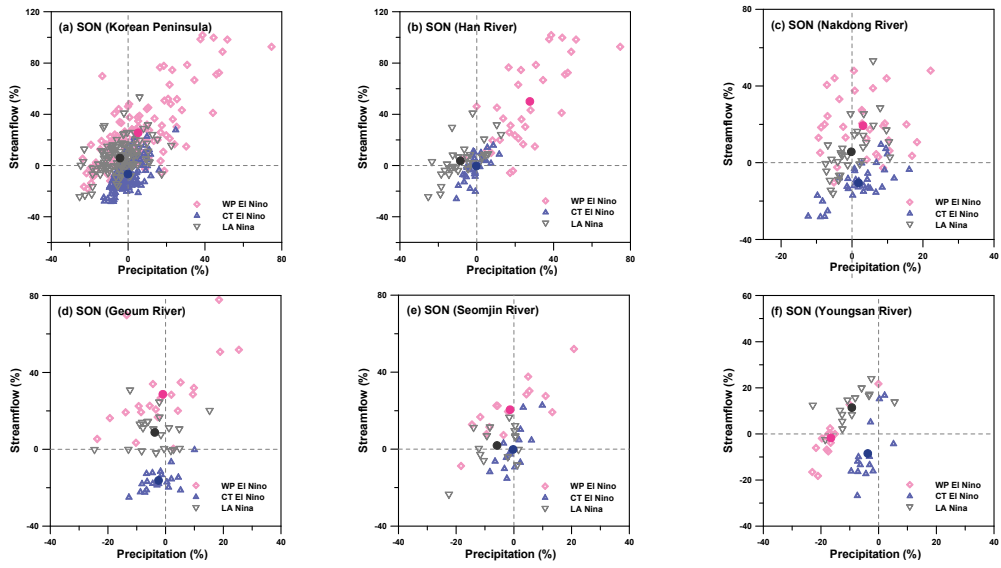 (a) SON (Korean Peninsula)
Streamflow (%)
120
80
40
0
-40
-40
0
40
80
Precipitation (%)
WP El Nino
CT El Nino
LA Nina
(b) SON (Han River)
Streamflow (%)
120
80
40
0
-40
-40
0
40
80
Precipitation (%)
WP El Nino
CT El Nino
LA Nina
(c) SON (Nakdong River)
Streamflow (%)
80
40
0
-40
-40
0
40
Precipitation (%)
WP El Nino
CT El Nino
LA Nina
(d) SON (Geoum River)
Streamflow (%)
80
40
0
-40
-40
-20
0
20
40
Precipitation (%)
WP El Nino
CT El Nino
LA Nina
(e) SON (Seomjin River)
Streamflow (%)
80
40
0
-40
-40
-20
0
20
40
Precipitation (%)
WP El Nino
CT El Nino
LA Nina
(f) SON (Youngsan River)
Streamflow (%)
60
40
20
0
-20
-40
-40
-20
0
20
40
Precipitation (%)
WP El Nino
CT El Nino
LA Nina